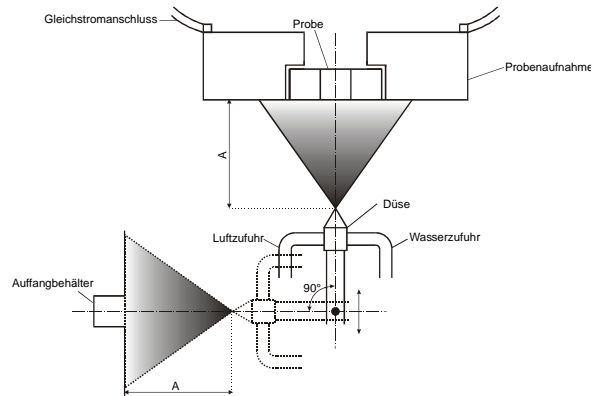 Gleichstromanschluss
Probe
Probenaufnahme
A
Düse
Luftzufuhr
Wasserzufuhr
90°
Auffangbehälter
A